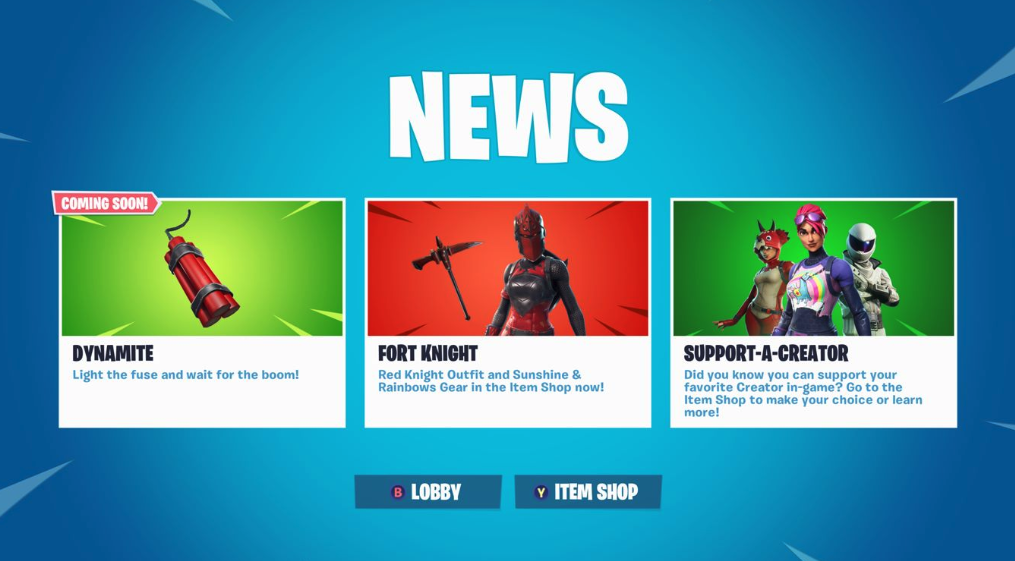 NEWS
COMING SOON!
DYNAMITE
Light the fuse and wait for the boom!
FORT KNIGHT
Red Knight Outfit and Sunshine &
Rainbows Gear in the Item Shop now!
SUPPORT-A-CREATOR
Did you know you can support your
favorite Creator in-game? Go to the
Item Shop to make your choice or learn
more!
B LOBBY
Y ITEM SHOP